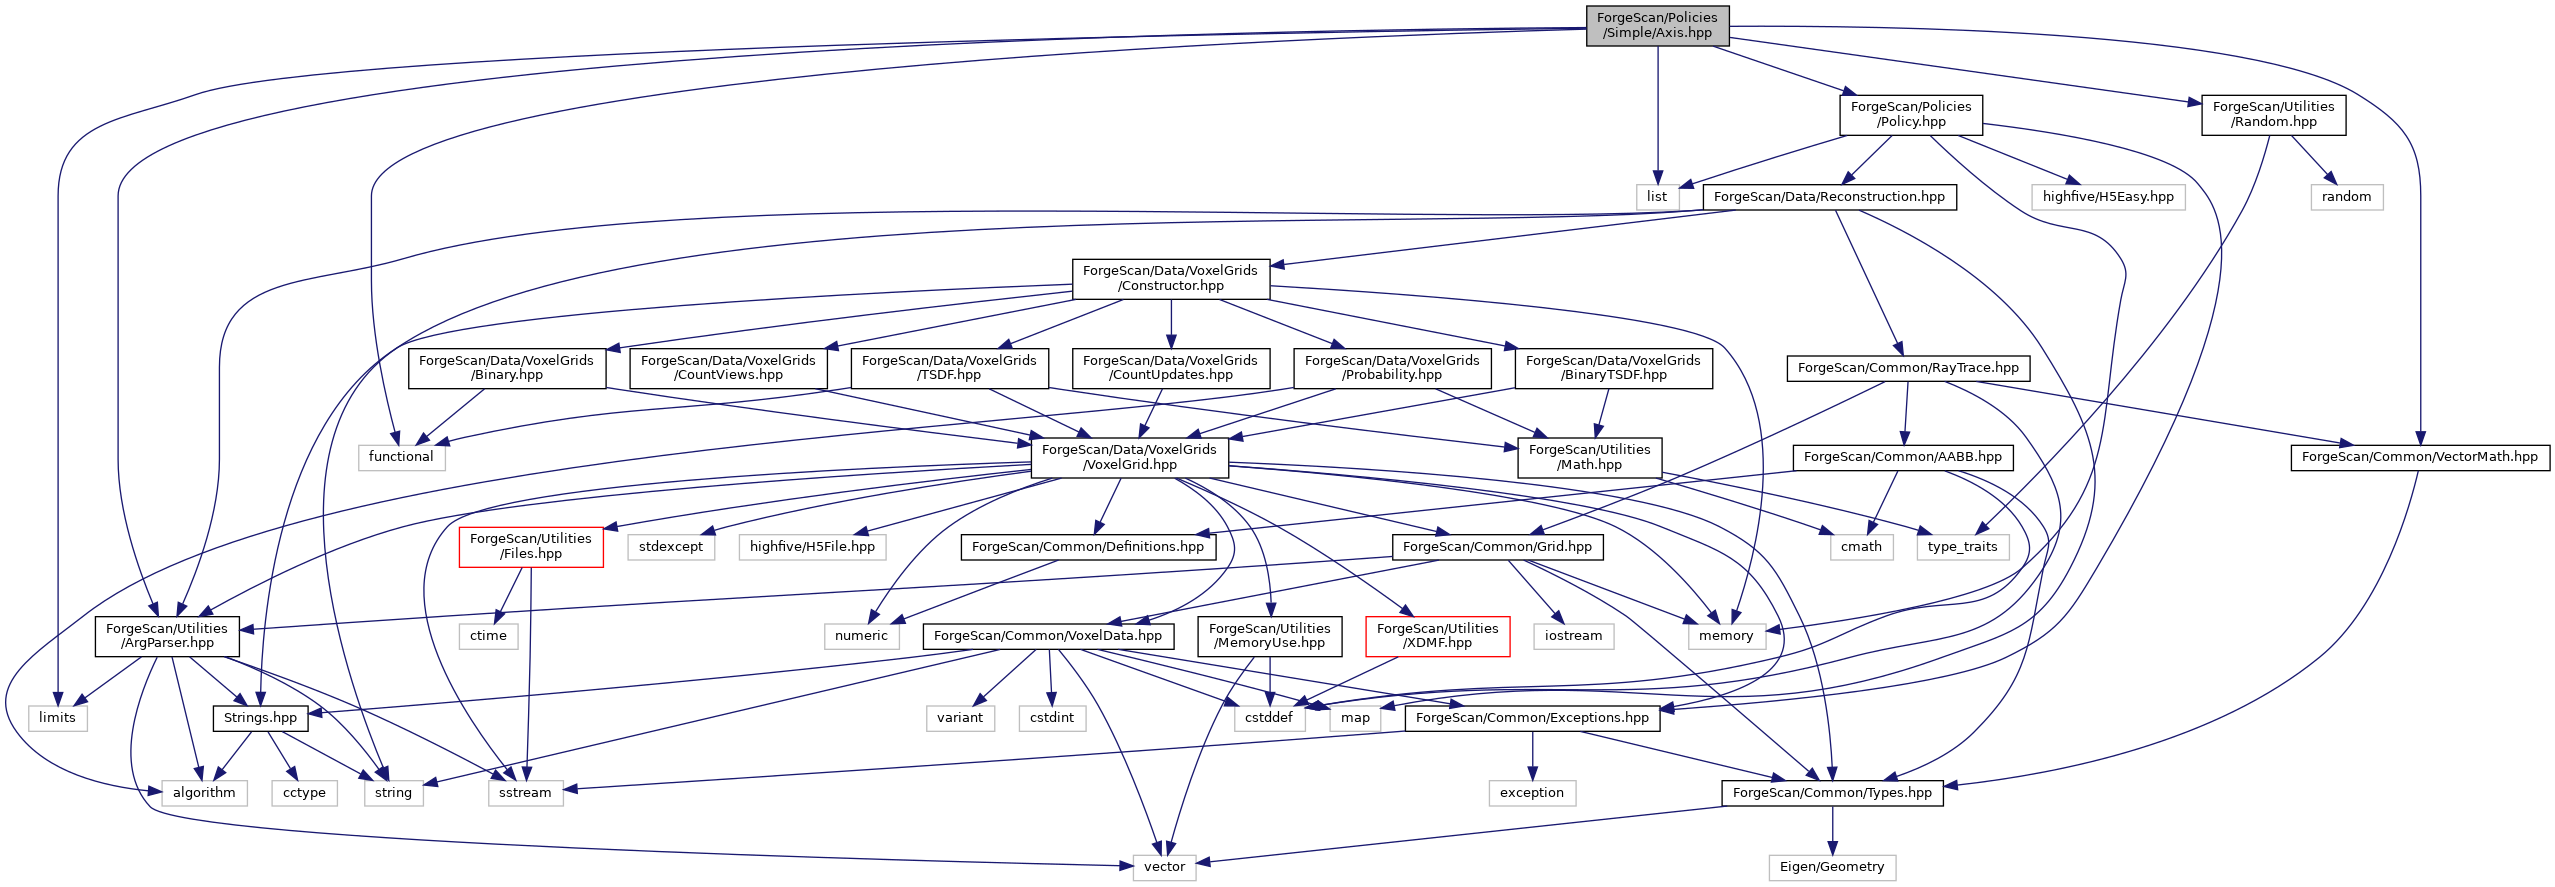 ForgeScan/Policies
/Simple/Axis.hpp
ForgeScan/Policies
/Policy.hpp
ForgeScan/Utilities
/Random.hpp
list
ForgeScan/Data/Reconstruction.hpp
highfive/H5Easy.hpp
random
ForgeScan/Data/VoxelGrids
/Constructor.hpp
ForgeScan/Data/VoxelGrids
/Binary.hpp
ForgeScan/Data/VoxelGrids
/CountViews.hpp
ForgeScan/Data/VoxelGrids
/TSDF.hpp
ForgeScan/Data/VoxelGrids
/CountUpdates.hpp
ForgeScan/Data/VoxelGrids
/Probability.hpp
ForgeScan/Data/VoxelGrids
/BinaryTSDF.hpp
ForgeScan/Common/RayTrace.hpp
functional
ForgeScan/Data/VoxelGrids
/VoxelGrid.hpp
ForgeScan/Utilities
/Math.hpp
ForgeScan/Common/AABB.hpp
ForgeScan/Common/VectorMath.hpp
ForgeScan/Utilities
/Files.hpp
stdexcept
highfive/H5File.hpp
ForgeScan/Common/Definitions.hpp
ForgeScan/Common/Grid.hpp
cmath
type_traits
ForgeScan/Utilities
/ArgParser.hpp
ctime
numeric
ForgeScan/Common/VoxelData.hpp
ForgeScan/Utilities
/MemoryUse.hpp
ForgeScan/Utilities
/XDMF.hpp
iostream
memory
limits
Strings.hpp
variant
cstdint
cstddef
map
ForgeScan/Common/Exceptions.hpp
algorithm
cctype
string
sstream
exception
ForgeScan/Common/Types.hpp
vector
Eigen/Geometry